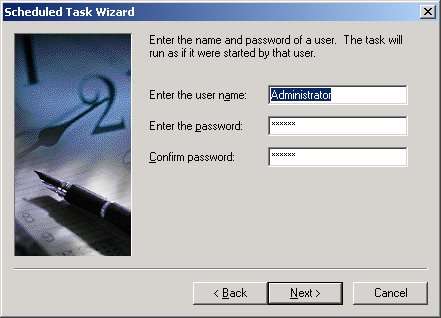 Scheduled Task Wizard
Enter the name and password of a user. The task will
run as if it were started by that user.
Enter the user name:
Administrator
Enter the password:
******
Confirm password:
******
< Back
Next >
Cancel